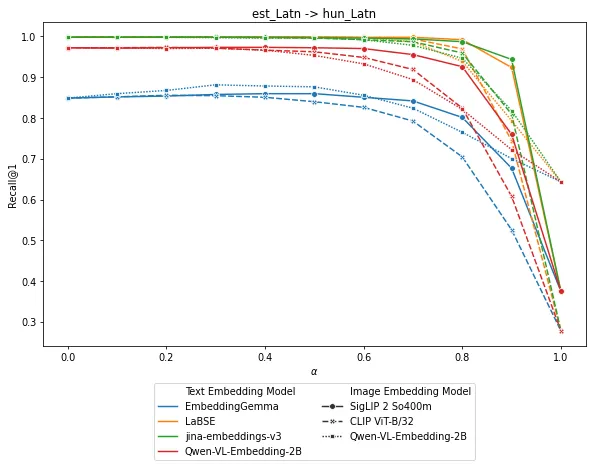 est_Latn -> hun_Latn
Recall@1
1.0
0.9
0.8
0.7
0.6
0.5
0.4
0.3
0.0 0.2 0.4 0.6 0.8 1.0
α
Text Embedding Model Image Embedding Model
EmbeddingGemma SigLIP 2 So400m
LaBSE CLIP ViT-B/32
jina-embeddings-v3 Qwen-VL-Embedding-2B
Qwen-VL-Embedding-2B